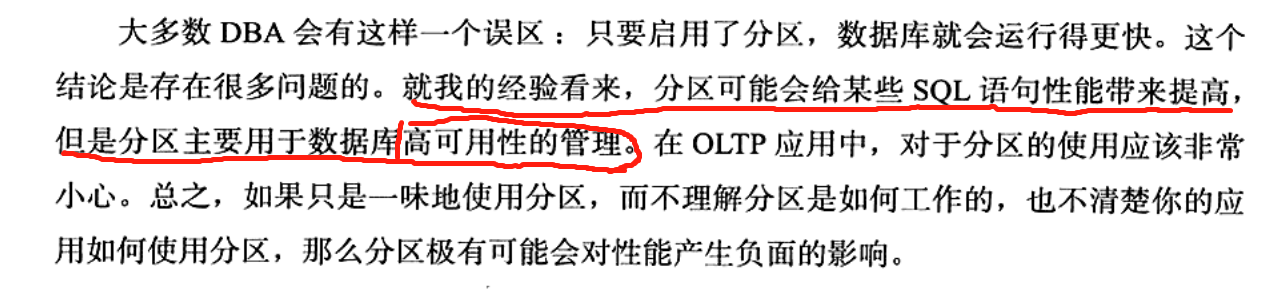 大多数 DBA 会有这样一个误区：只要启用了分区，数据库就会运行得更快。这个
结论是存在很多问题的。就我的经验看来，分区可能会给某些 SQL 语句性能带来提高，
但是分区主要用于数据库高可用性的管理。在 OLTP 应用中，对于分区的使用应该非常
小心。总之，如果只是一味地使用分区，而不理解分区是如何工作的，也不清楚你的应
用如何使用分区，那么分区极有可能会对性能产生负面的影响。